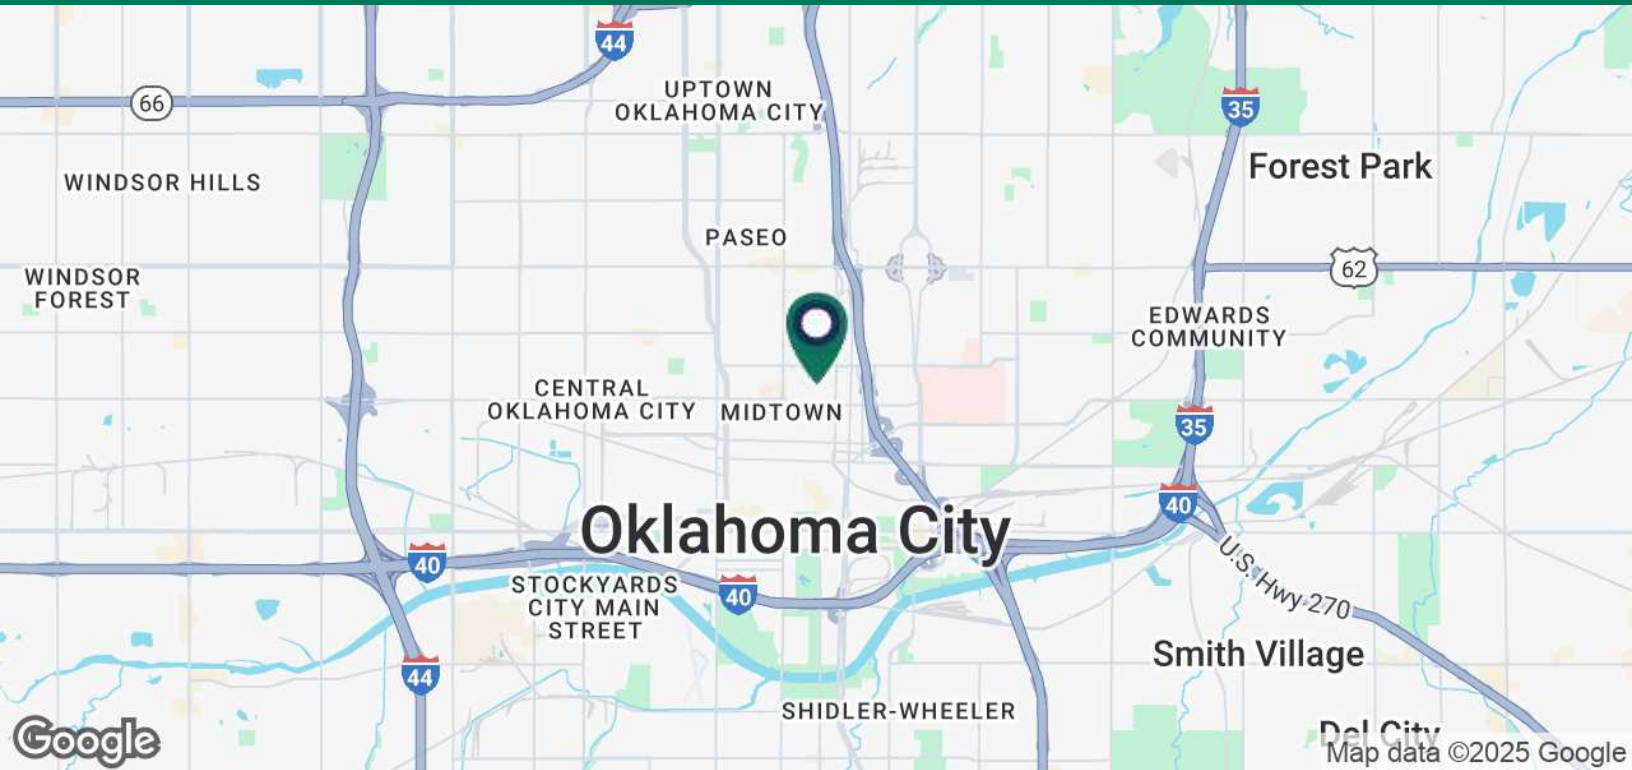 44
UPTOWN
OKLAHOMA CITY
66
35
Forest Park
WINDSOR HILLS
PASEO
WINDSOR
FOREST
62
EDWARDS
COMMUNITY
CENTRAL
OKLAHOMA CITY
MIDTOWN
35
40
Oklahoma City
40
STOCKYARDS
CITY MAIN
STREET
40
U.S. Hwy 270
Smith Village
44
SHIDLER-WHEELER
Del City
Google
Map data ©2025 Google